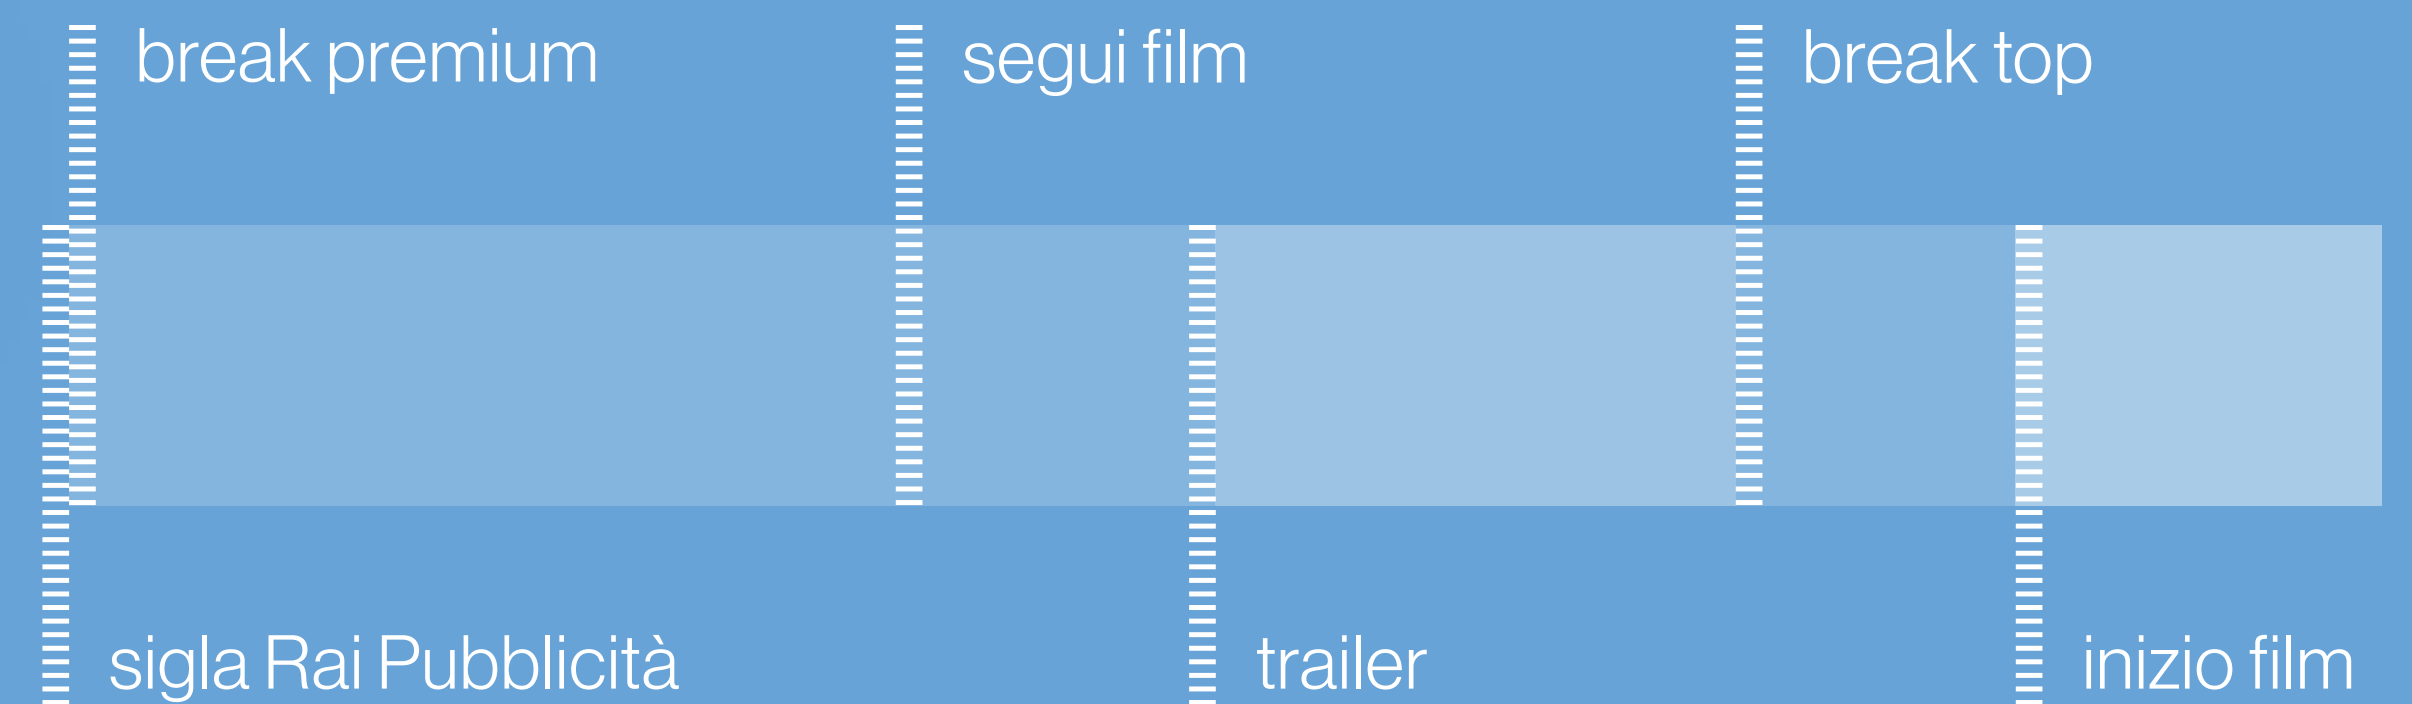 break premium
segui film
break top
sigla Rai Pubblicità
trailer
inizio film